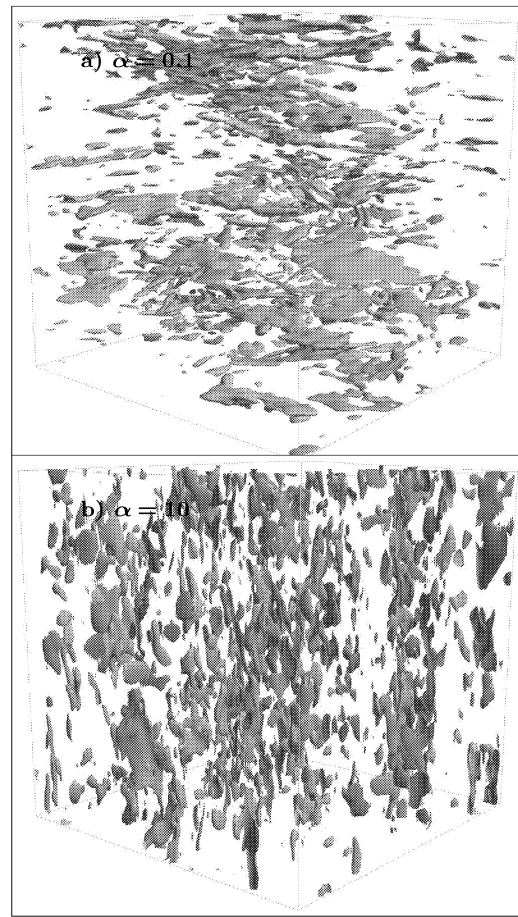 a) α = 0.1
b) α = 10